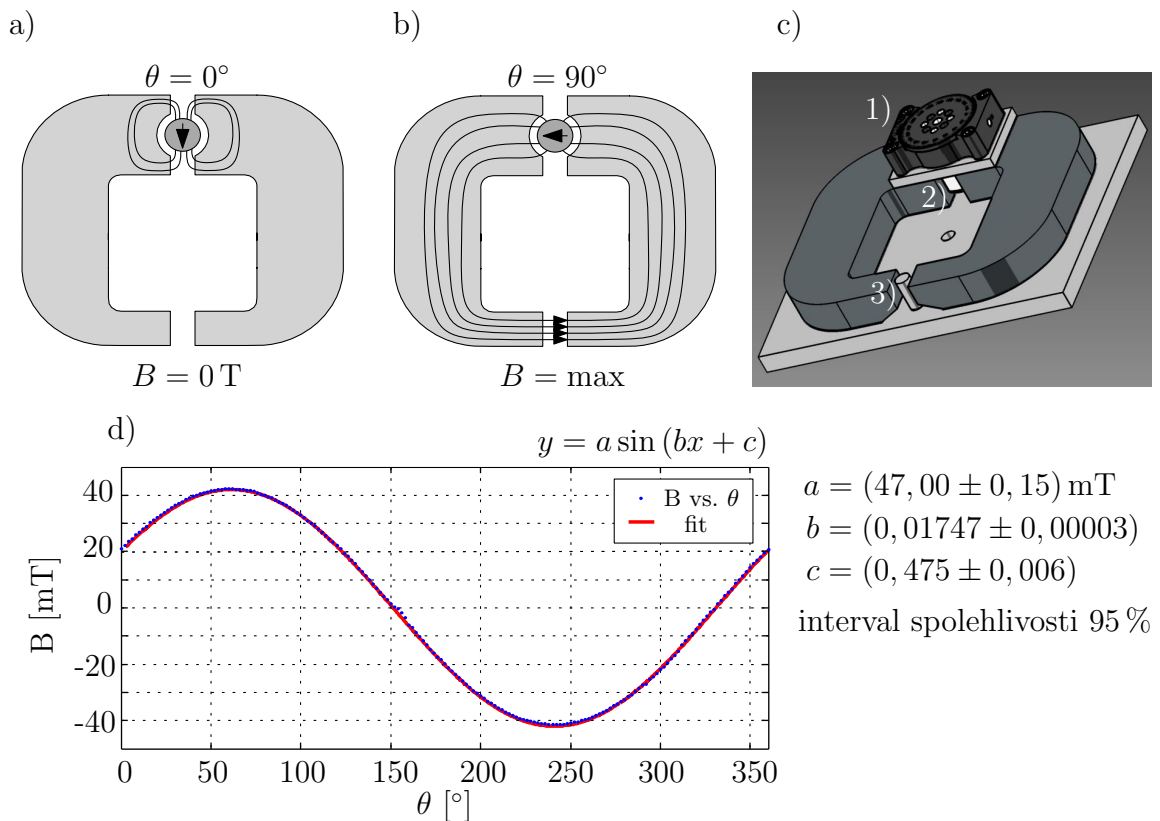 a)
b)
c)
θ = 0°
θ = 90°
1)
2)
3)
B = 0 T
B = max
d)
y = a sin (bx + c)
B vs. θ
fit
40
20
0
-20
-40
B [mT]
0 50 100 150 200 250 300 350
θ [°]
a = (47, 00 ± 0, 15) mT
b = (0, 01747 ± 0, 00003)
c = (0, 475 ± 0, 006)
interval spolehlivosti 95 %